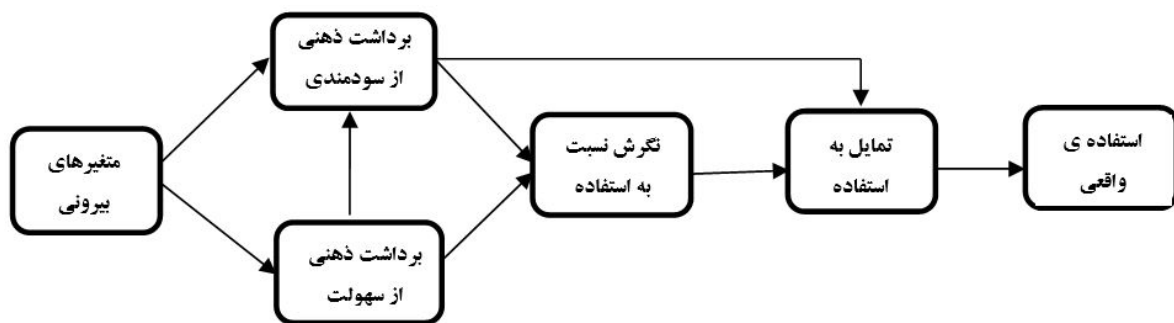 متغیرهای
بیرونی
برداشت ذهنی
از سودمندی
برداشت ذهنی
از سهولت
نگرش نسبت
به استفاده
تمایل به
استفاده
استفاده ی
واقعی